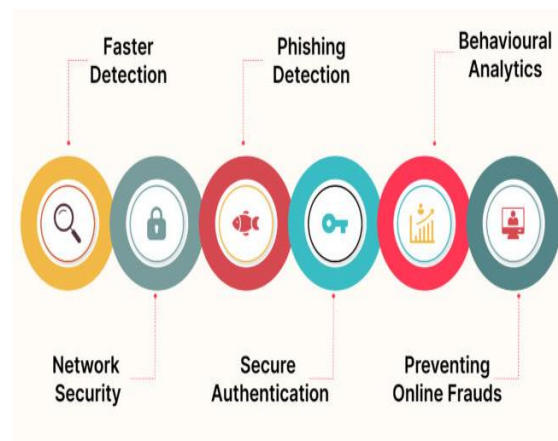 Faster
Detection
Phishing
Detection
Behavioural
Analytics
Network
Security
Secure
Authentication
Preventing
Online Frauds